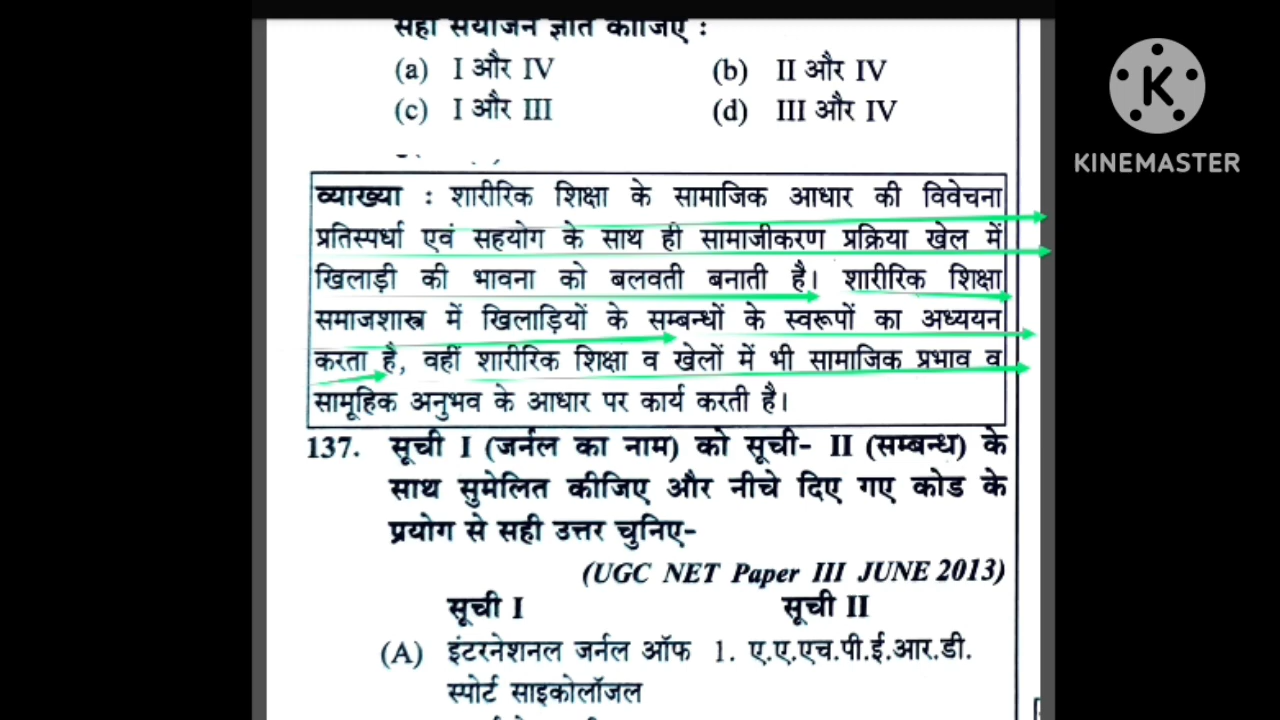 सही संयोजन ज्ञात कीजिए :
(a) I और IV (b) II और IV
(c) I और III (d) III और IV
व्याख्या : शारीरिक शिक्षा के सामाजिक आधार की विवेचना
प्रतिस्पर्धा एवं सहयोग के साथ ही सामाजीकरण प्रक्रिया खेल में
खिलाड़ी की भावना को बलवती बनाती है। शारीरिक शिक्षा
समाजशास्त्र में खिलाड़ियों के सम्बन्धों के स्वरूपों का अध्ययन
करता है, वहीं शारीरिक शिक्षा व खेलों में भी सामाजिक प्रभाव व
सामूहिक अनुभव के आधार पर कार्य करती है।
137. सूची I (जर्नल का नाम) को सूची- II (सम्बन्ध) के
साथ सुमेलित कीजिए और नीचे दिए गए कोड के
प्रयोग से सही उत्तर चुनिए-
(UGC NET Paper III JUNE 2013)
सूची I सूची II
(A) इंटरनेशनल जर्नल ऑफ 1. ए.ए.एच.पी.ई.आर.डी.
स्पोर्ट साइकोलॉजल
K
KINEMASTER